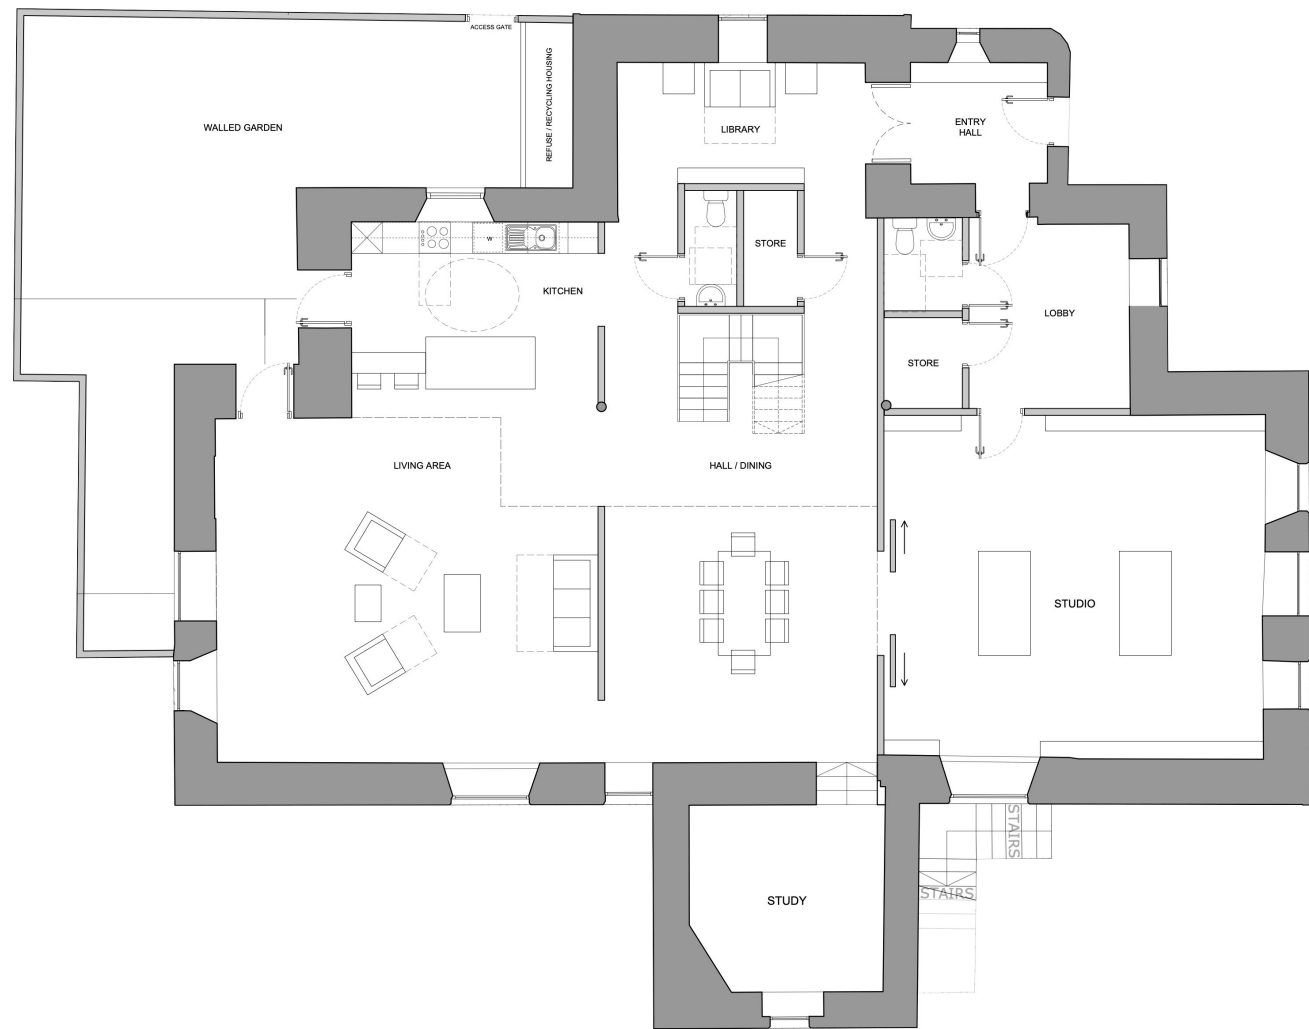 ACCESS GATE
WALLED GARDEN
REFUSE / RECYCLING HOUSING
LIBRARY
ENTRY
HALL
W
KITCHEN
STORE
LOBBY
STORE
LIVING AREA
HALL / DINING
STUDIO
STUDY
STAIRS
STAIRS